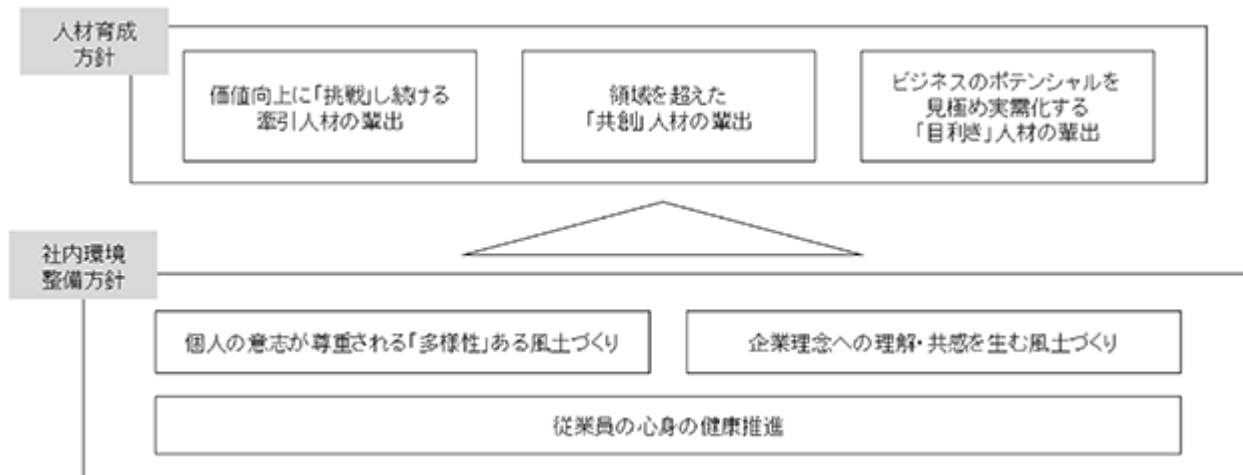 人材育成
方針
価値向上に「挑戦」し続ける
牽引人材の輩出
領域を超えた
「共創」人材の輩出
ビジネスのポテンシャルを
見極め実需化する
「目利き」人材の輩出
社内環境
整備方針
個人の意志が尊重される「多様性」ある風土づくり
企業理念への理解・共感を生む風土づくり
従業員の心身の健康推進